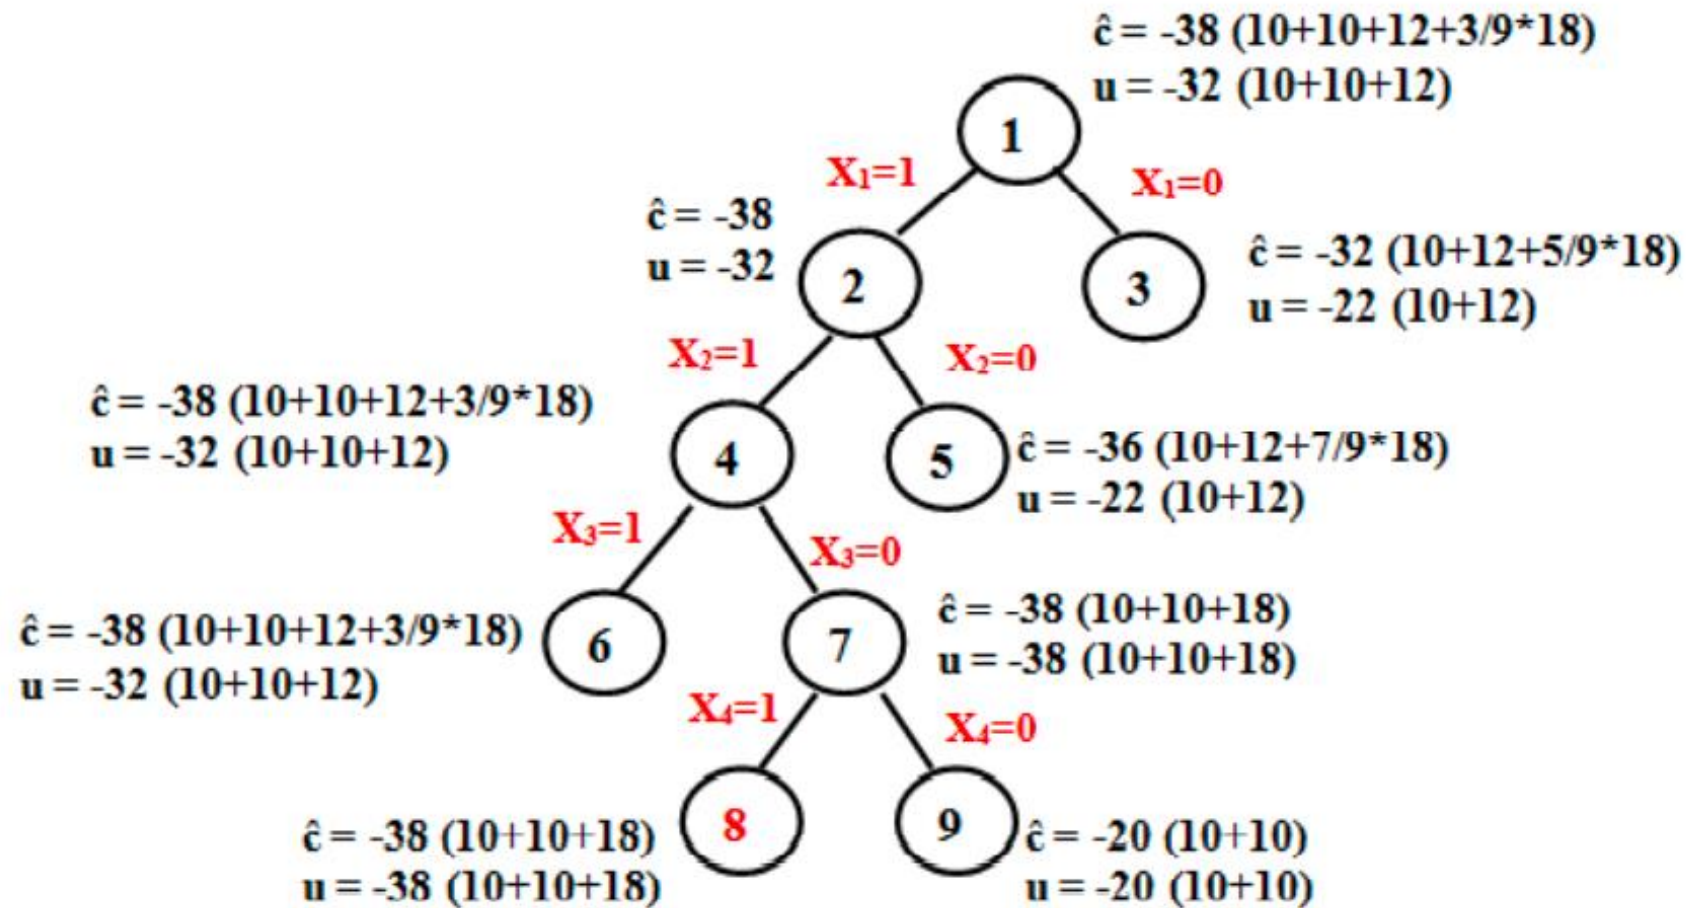 ĉ = -38 (10+10+12+3/9*18)
u = -32 (10+10+12)
1
X₁=1
X₁=0
ĉ = -38
u = -32
2
ĉ = -32 (10+12+5/9*18)
u = -22 (10+12)
3
X₂=1
X₂=0
ĉ = -38 (10+10+12+3/9*18)
u = -32 (10+10+12)
4
5
ĉ = -36 (10+12+7/9*18)
u = -22 (10+12)
X₃=1
X₃=0
ĉ = -38 (10+10+12+3/9*18)
u = -32 (10+10+12)
6
7
ĉ = -38 (10+10+18)
u = -38 (10+10+18)
X₄=1
X₄=0
8
9
ĉ = -38 (10+10+18)
u = -38 (10+10+18)
ĉ = -20 (10+10)
u = -20 (10+10)